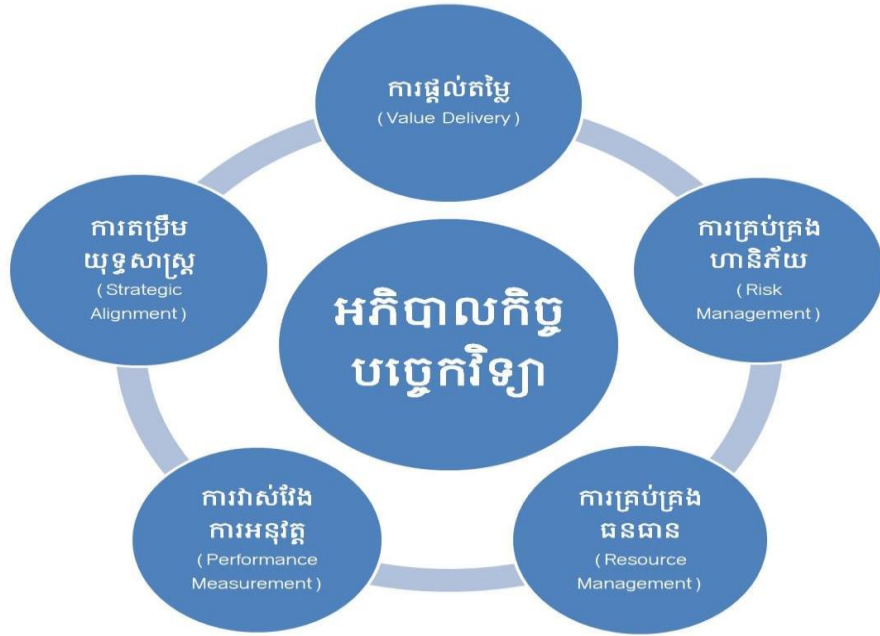 ការផ្តល់តម្លៃ
( Value Delivery )
ការតម្រឹម
យុទ្ធសាស្ត្រ
( Strategic
Alignment )
ការគ្រប់គ្រង
ហានិភ័យ
( Risk
Management )
អភិបាលកិច្ច
បច្ចេកវិទ្យា
ការវាស់វែង
ការអនុវត្ត
( Performance
Measurement )
ការគ្រប់គ្រង
ធនធាន
( Resource
Management )